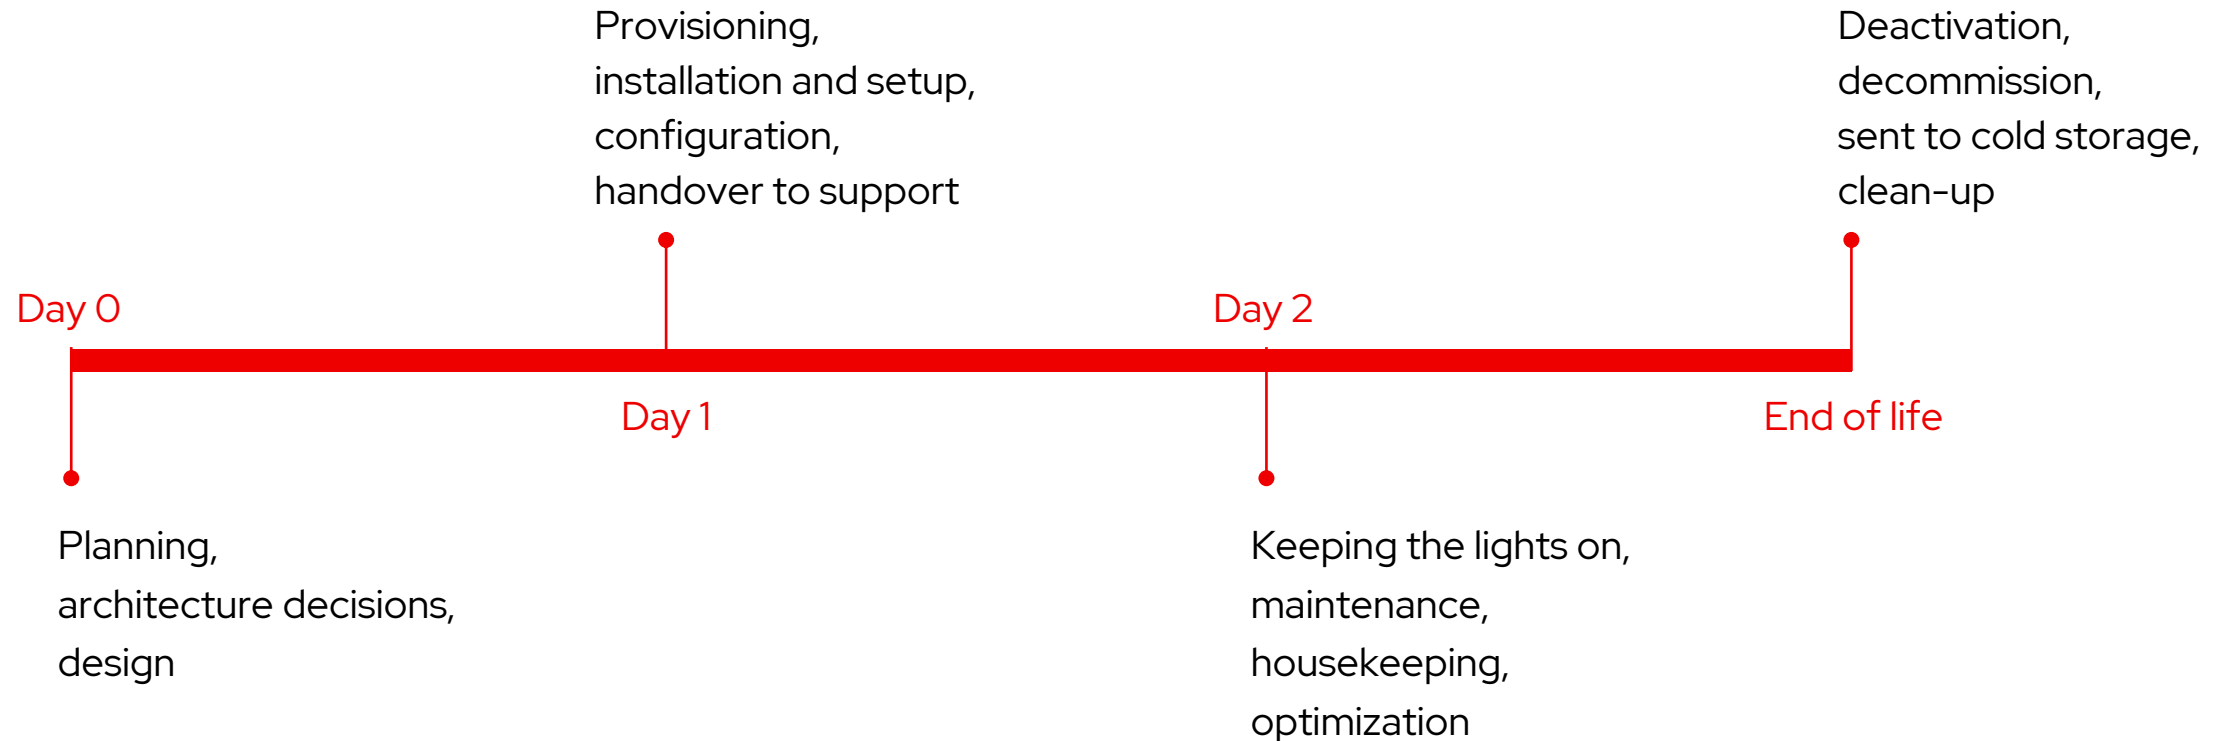 Provisioning,
installation and setup,
configuration,
handover to support
Deactivation,
decommission,
sent to cold storage,
clean-up
Day 0
Day 2
Day 1
End of life
Planning,
architecture decisions,
design
Keeping the lights on,
maintenance,
housekeeping,
optimization